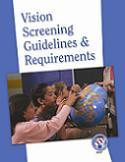 Vision
Screening
Guidelines &
Requirements